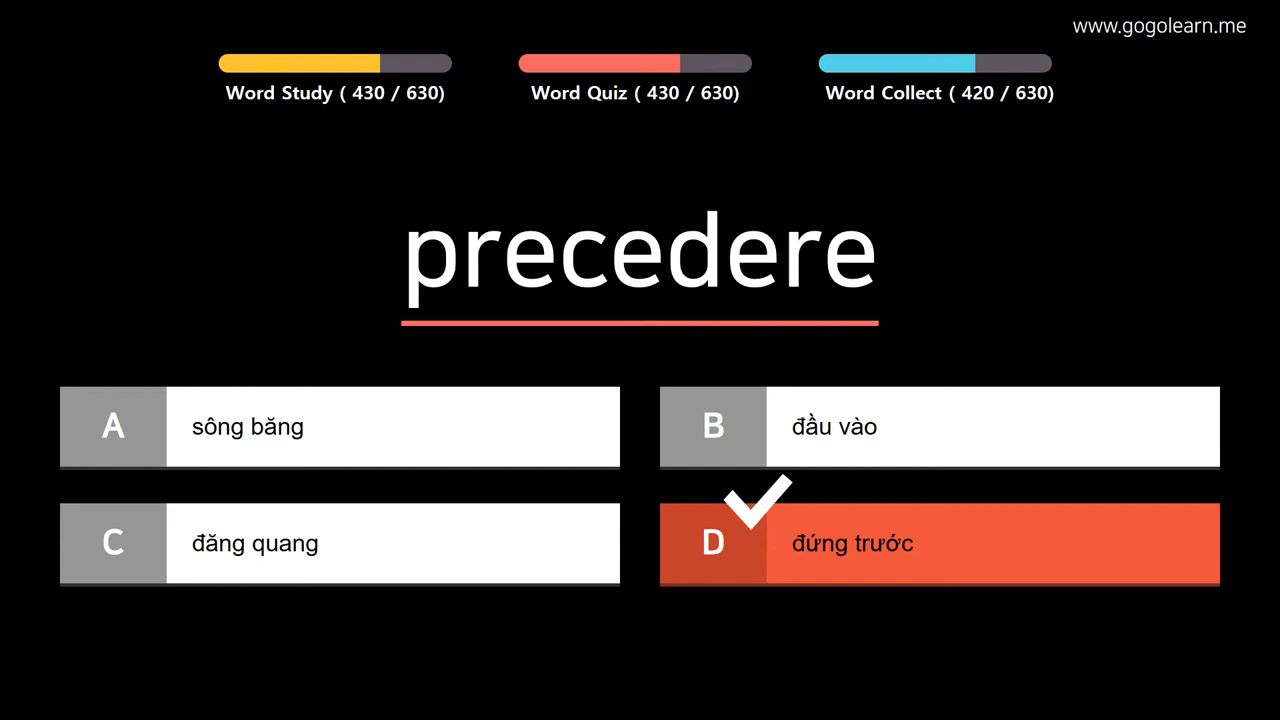 www.gogolearn.me
Word Study ( 430 / 630)
Word Quiz ( 430 / 630)
Word Collect ( 420 / 630)
precedere
A
sông băng
B
đầu vào
C
đăng quang
D
đứng trước